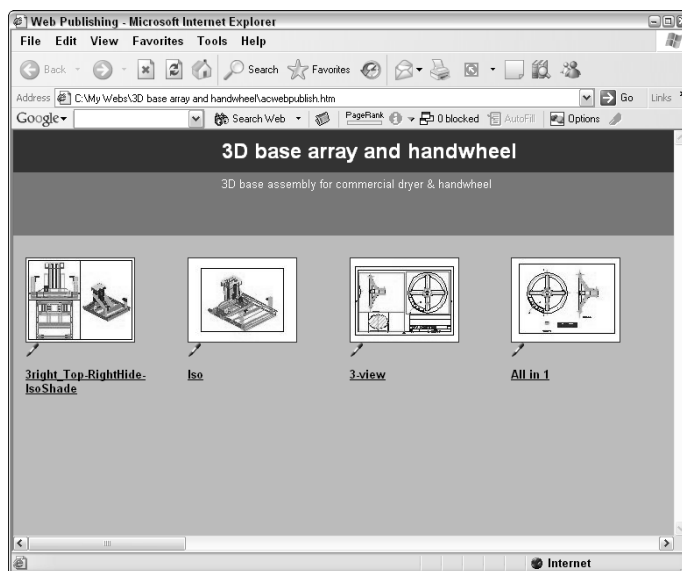 Web Publishing - Microsoft Internet Explorer
File Edit View Favorites Tools Help
Back Search Favorites
Address C:\My Webs\3D base array and handwheel\acwebpublish.htm Go Links
Google Search Web PageRank 0 blocked AutoFill Options
3D base array and handwheel
3D base assembly for commercial dryer & handwheel
3right_Top-RightHide-
IsoShade
Iso
3-view
All in 1
Internet